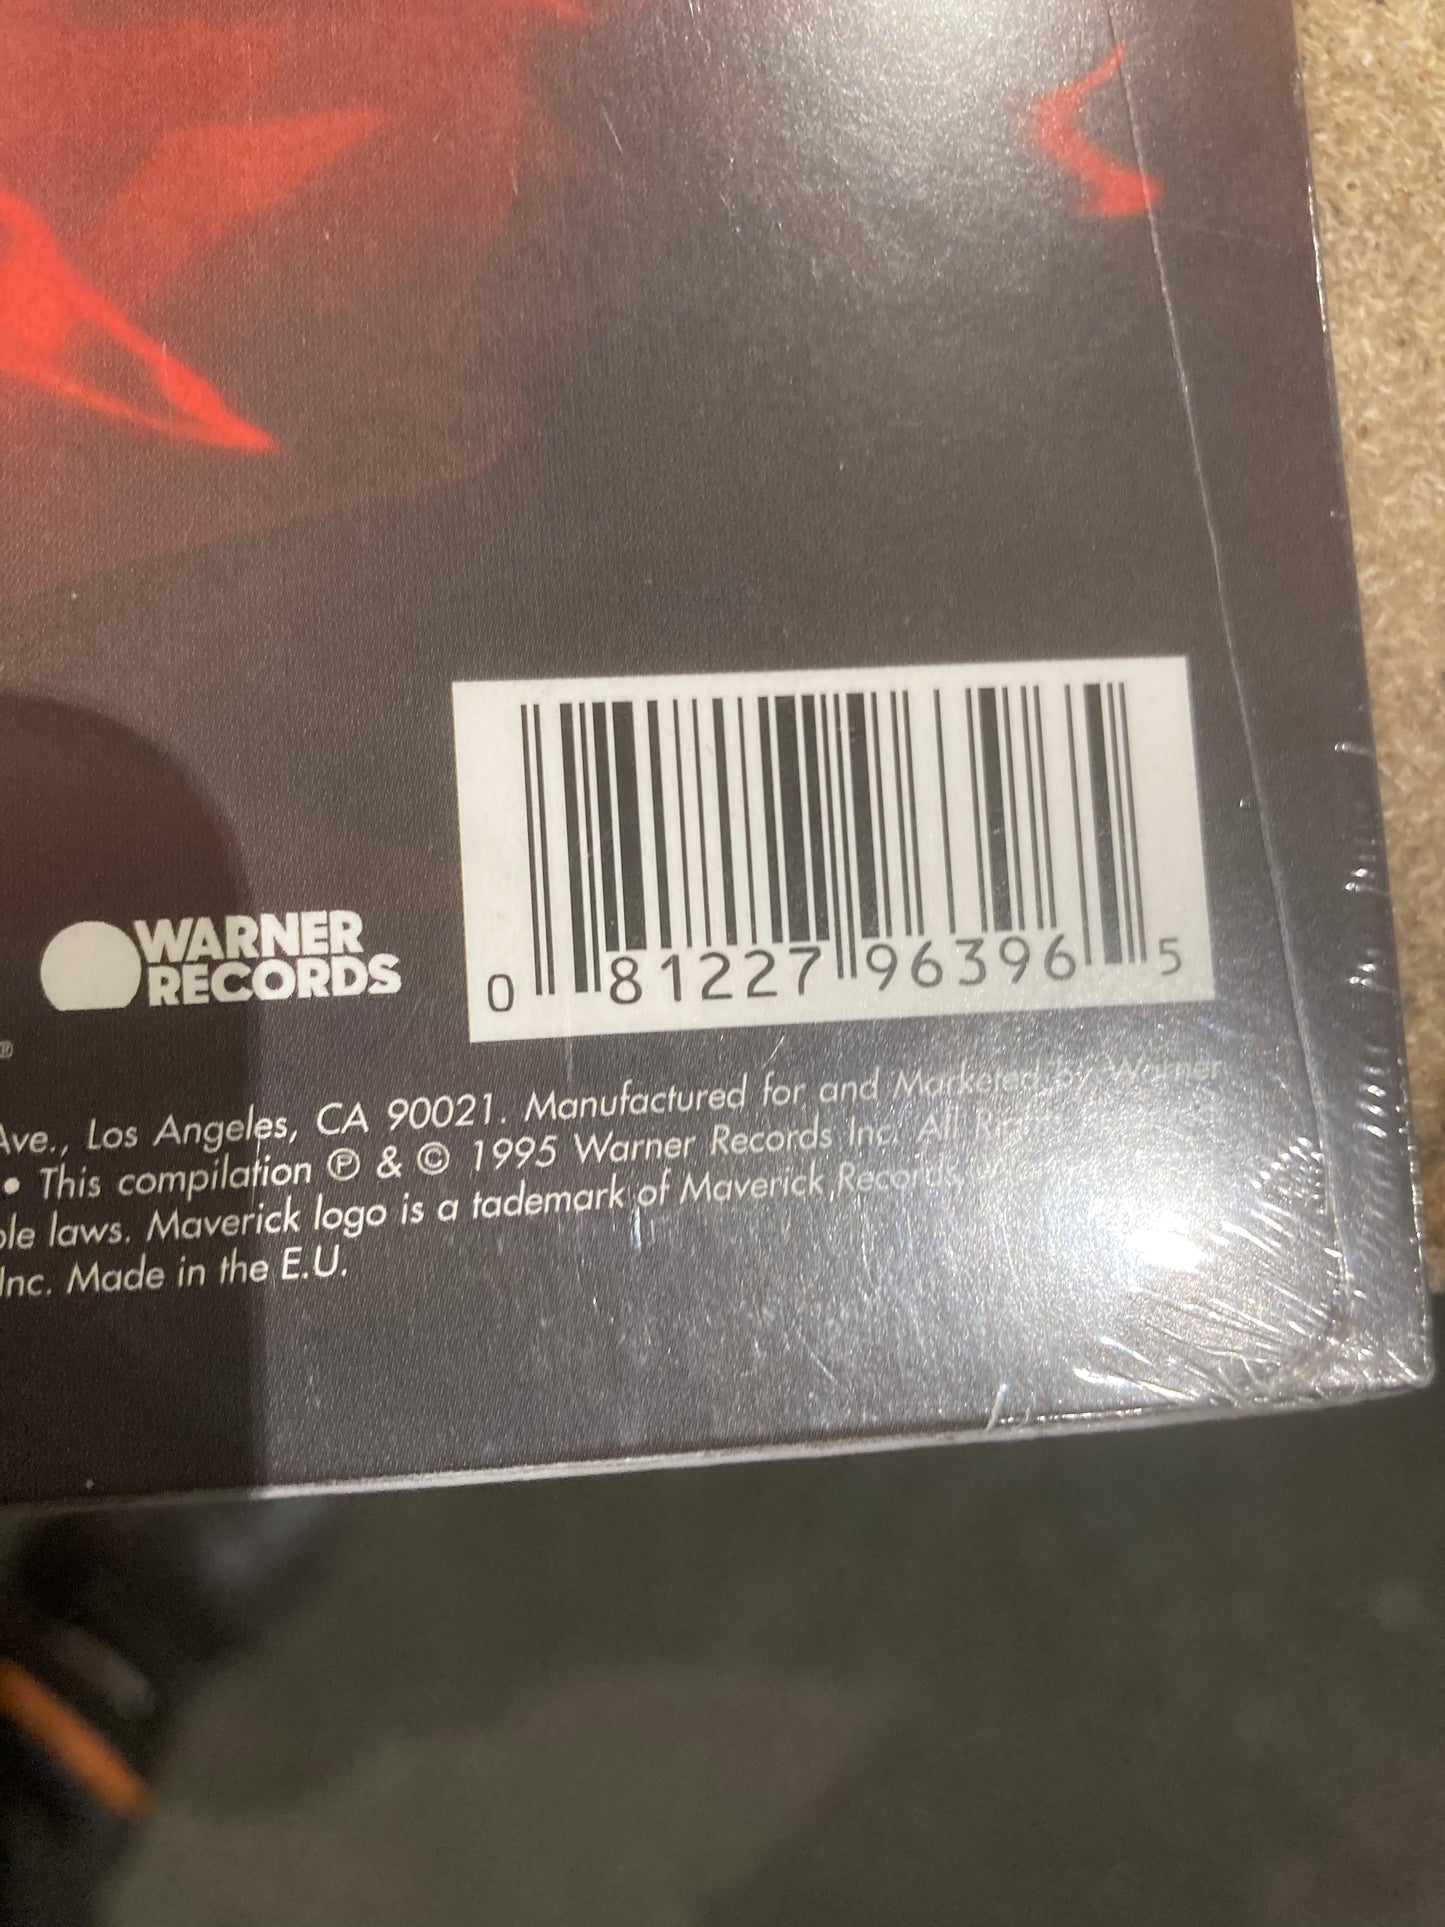 WARNER
RECORDS
0 81227 96396 5
®
Ave., Los Angeles, CA 90021. Manufactured for and Marketed by Warner
• This compilation ℗ & © 1995 Warner Records Inc. All
ble laws. Maverick logo is a tademark of Maverick Records,
Inc. Made in the E.U.